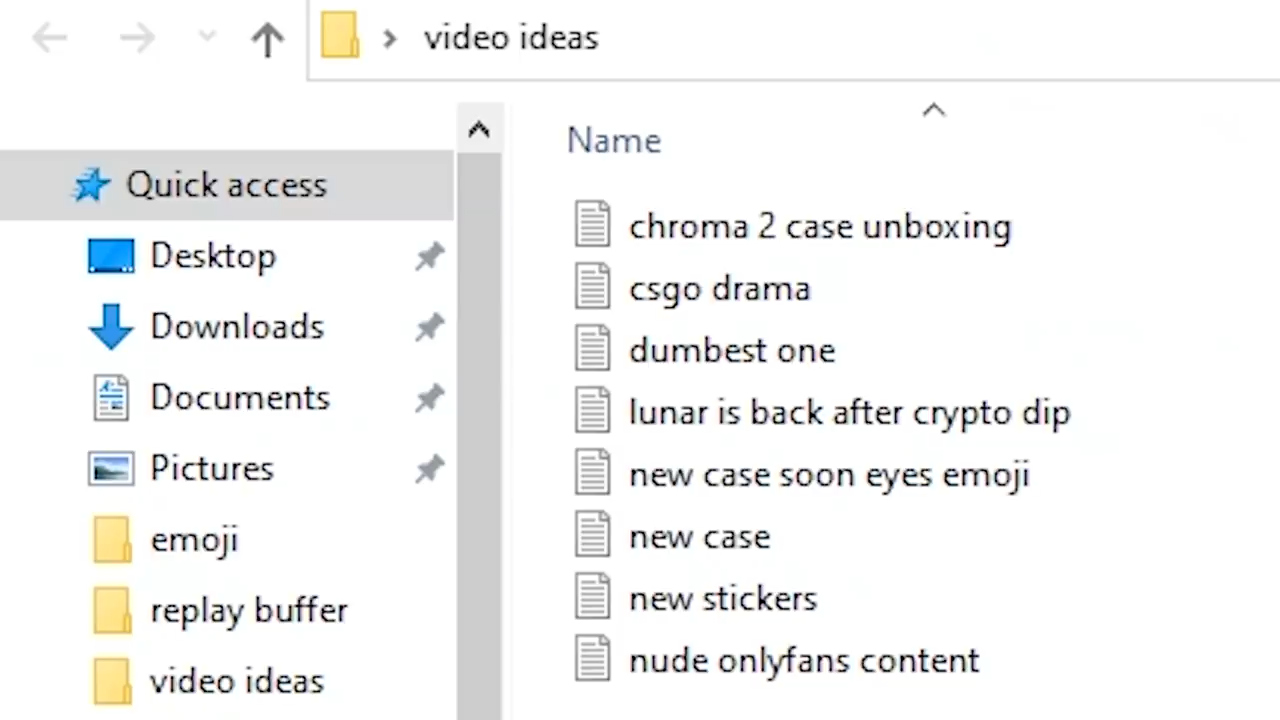 video ideas
Quick access
Desktop
Downloads
Documents
Pictures
emoji
replay buffer
video ideas
Name
chroma 2 case unboxing
csgo drama
dumbest one
lunar is back after crypto dip
new case soon eyes emoji
new case
new stickers
nude onlyfans content